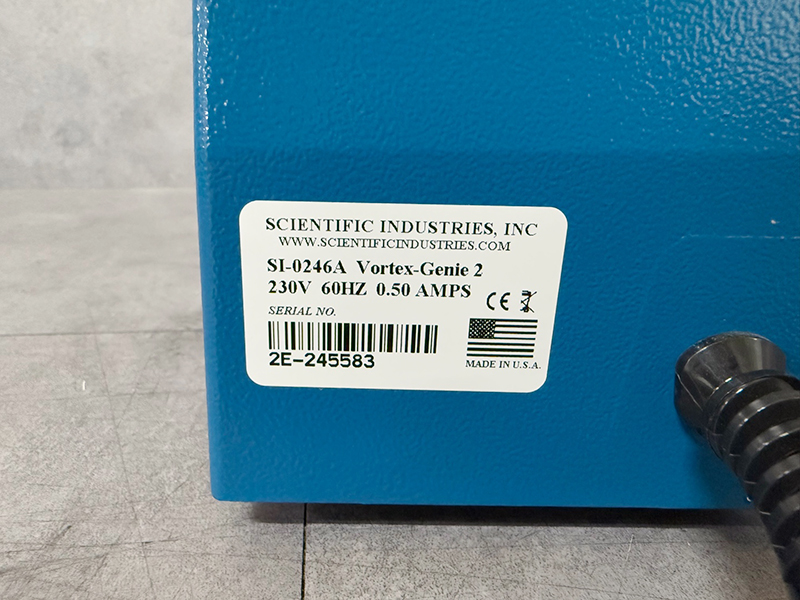 SCIENTIFIC INDUSTRIES, INC
WWW.SCIENTIFICINDUSTRIES.COM
SI-0246A Vortex-Genie 2
230V 60HZ 0.50 AMPS
CE
SERIAL NO.
2E-245583
MADE IN U.S.A.